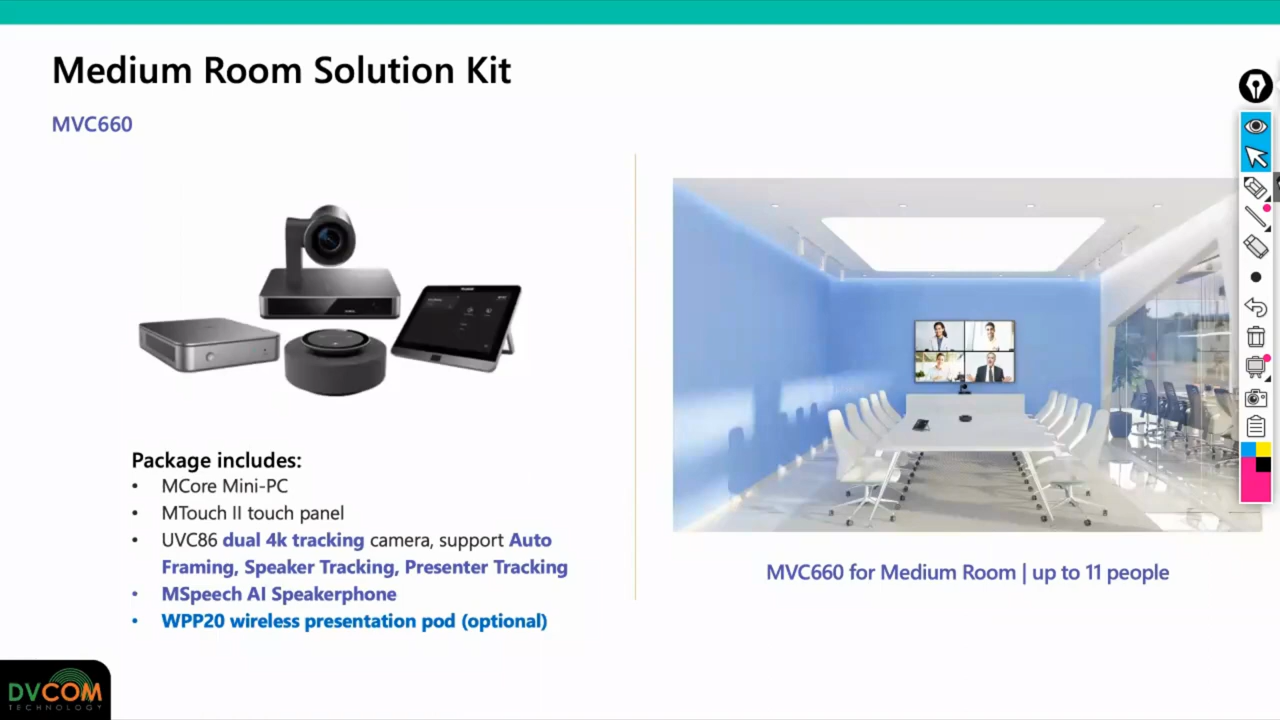 Medium Room Solution Kit
MVC660
Package includes:
• MCore Mini-PC
• MTouch II touch panel
• UVC86 dual 4k tracking camera, support Auto
Framing, Speaker Tracking, Presenter Tracking
• MSpeech AI Speakerphone
• WPP20 wireless presentation pod (optional)
MVC660 for Medium Room | up to 11 people
DVCOM
TECHNOLOGY